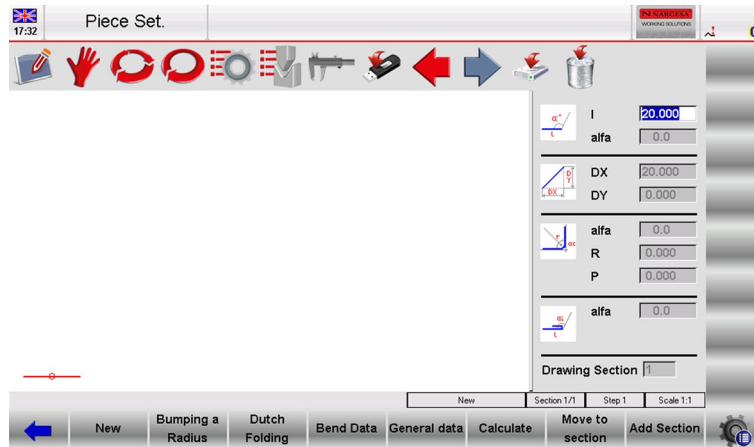 17:32
Piece Set.
NARGESA
WORKING SOLUTIONS
α°
l
l 20.000
alfa 0.0
DY
DX
DX 20.000
DY 0.000
r
alfa 0.0
R 0.000
P 0.000
l
alfa 0.0
Drawing Section 1
New
Section 1/1
Step 1
Scale 1:1
New
Bumping a Radius
Dutch Folding
Bend Data
General data
Calculate
Move to section
Add Section